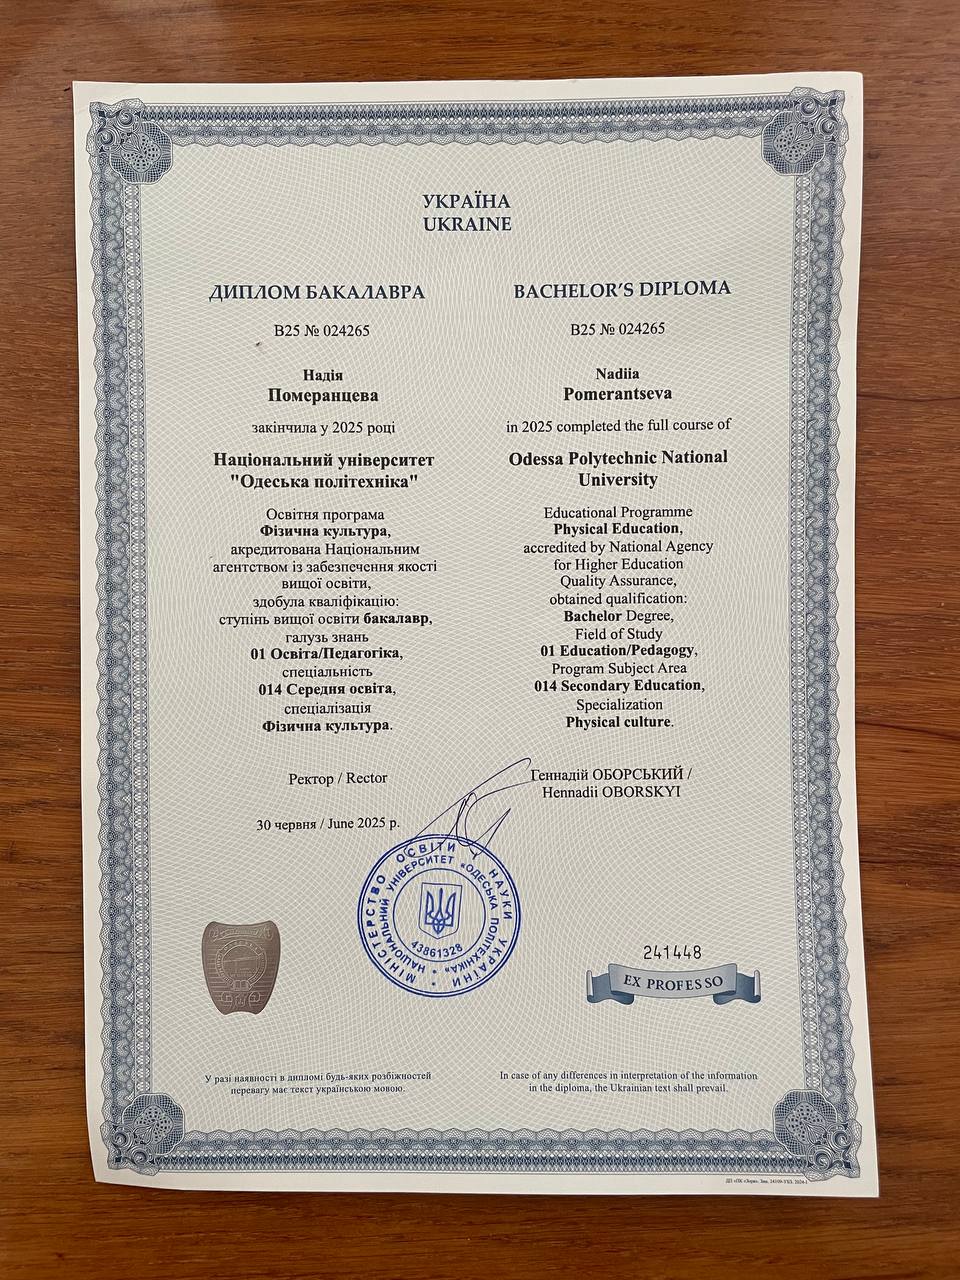 УКРАЇНА
UKRAINE
ДИПЛОМ БАКАЛАВРА
B25 № 024265
Надія
Померанцева
закінчила у 2025 році
Національний університет
"Одеська політехніка"
Освітня програма
Фізична культура,
акредитована Національним
агентством із забезпечення якості
вищої освіти,
здобула кваліфікацію:
ступінь вищої освіти бакалавр,
галузь знань
01 Освіта/Педагогіка,
спеціальність
014 Середня освіта,
спеціалізація
Фізична культура.
BACHELOR'S DIPLOMA
B25 № 024265
Nadiia
Pomerantseva
in 2025 completed the full course of
Odessa Polytechnic National
University
Educational Programme
Physical Education,
accredited by National Agency
for Higher Education
Quality Assurance,
obtained qualification:
Bachelor Degree,
Field of Study
01 Education/Pedagogy,
Program Subject Area
014 Secondary Education,
Specialization
Physical culture.
Ректор / Rector
Геннадій ОБОРСЬКИЙ /
Hennadii OBORSKYI
30 червня / June 2025 р.
МІНІСТЕРСТВО ОСВІТИ І НАУКИ УКРАЇНИ
НАЦІОНАЛЬНИЙ УНІВЕРСИТЕТ «ОДЕСЬКА ПОЛІТЕХНІКА»
43861328
241448
EX PROFESSO
У разі наявності в дипломі будь-яких розбіжностей
перевагу має текст українською мовою.
In case of any differences in interpretation of the information
in the diploma, the Ukrainian text shall prevail.